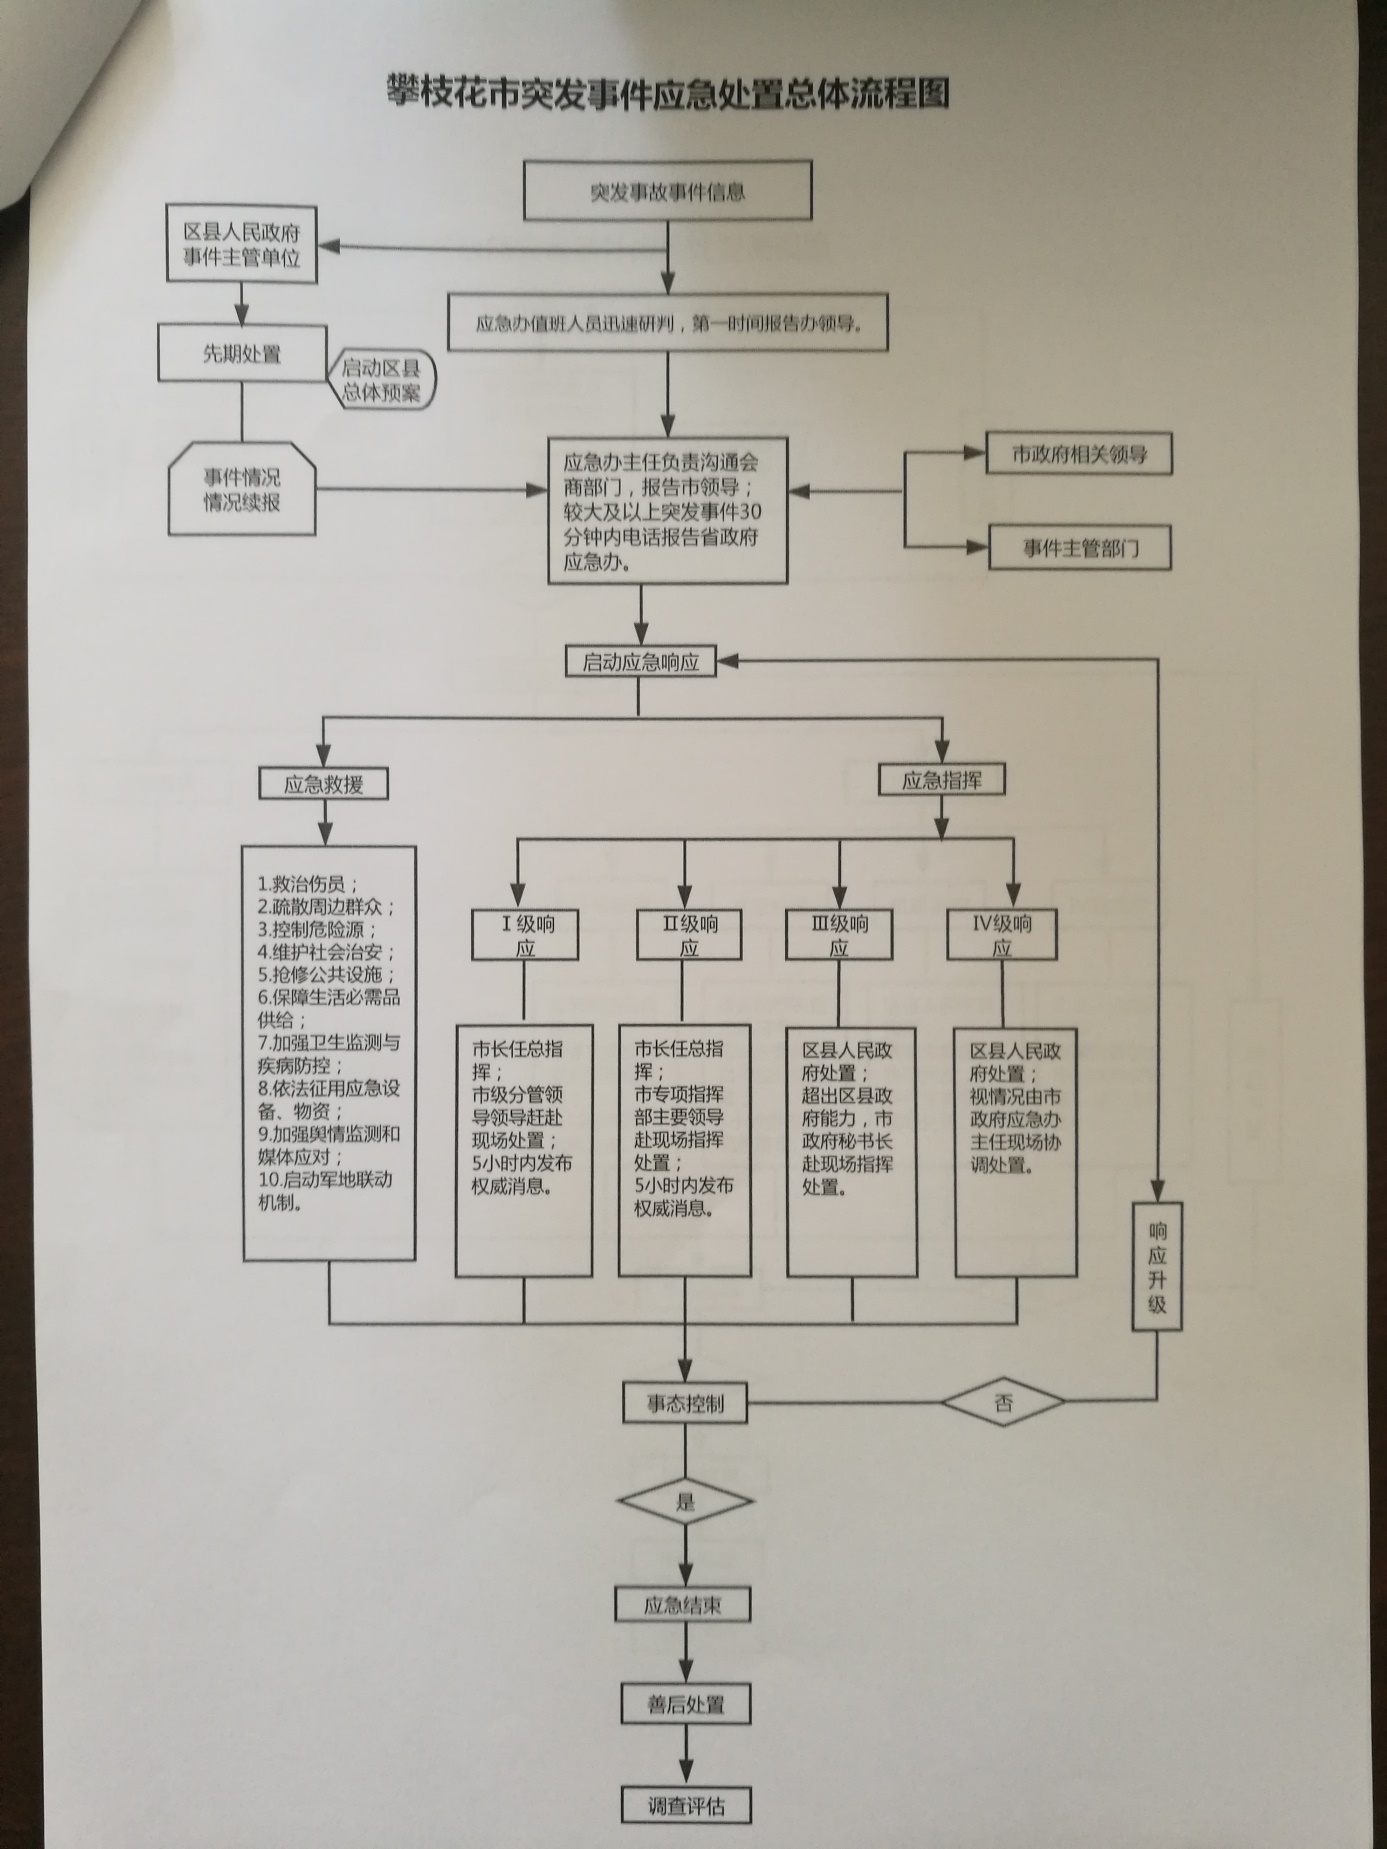 攀枝花市突发事件应急处置总体流程图
突发事故事件信息
区县人民政府
事件主管单位
应急办值班人员迅速研判，第一时间报告办领导。
先期处置
启动区县
总体预案
事件情况
情况续报
应急办主任负责沟通会
商部门，报告市领导；
较大及以上突发事件30
分钟内电话报告省政府
应急办。
市政府相关领导
事件主管部门
启动应急响应
应急救援
应急指挥
1.救治伤员；
2.疏散周边群众；
3.控制危险源；
4.维护社会治安；
5.抢修公共设施；
6.保障生活必需品
供给；
7.加强卫生监测与
疾病防控；
8.依法征用应急设
备、物资；
9.加强舆情监测和
媒体应对；
10.启动军地联动
机制。
Ⅰ级响
应
Ⅱ级响
应
Ⅲ级响
应
Ⅳ级响
应
市长任总指
挥；
市级分管领
导领导赶赴
现场处置；
5小时内发布
权威消息。
市长任总指
挥；
市专项指挥
部主要领导
赴现场指挥
处置；
5小时内发布
权威消息。
区县人民政
府处置；
超出区县政
府能力，市
政府秘书长
赴现场指挥
处置。
区县人民政
府处置；
视情况由市
政府应急办
主任现场协
调处置。
响
应
升
级
事态控制
否
是
应急结束
善后处置
调查评估